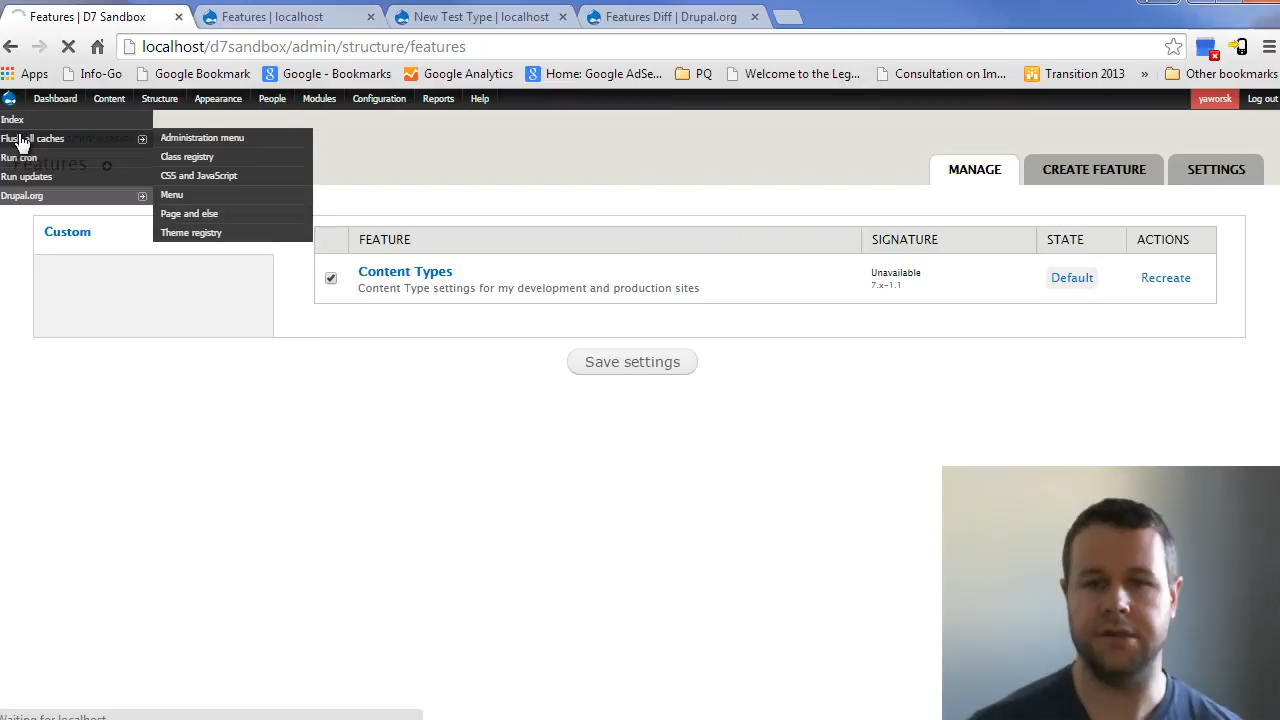 Features | D7 Sandbox
Features | localhost
New Test Type | localhost
Features Diff | Drupal.org
localhost/d7sandbox/admin/structure/features
Apps
Info-Go
Google Bookmark
Google +Bookmarks
Google Analytics
Home: Google AdSe...
PQ
Welcome to the Leg...
Consultation on Im...
Transition 2013
»
Other bookmarks
Dashboard
Content
Structure
Appearance
People
Modules
Configuration
Reports
Help
yaworsk
Log out
Index
all caches
Run cron
Run updates
Drupal.org
Administration menu
Class registry
CSS and JavaScript
Menu
Page and else
Theme registry
Features
MANAGE
CREATE FEATURE
SETTINGS
Custom
FEATURE
SIGNATURE
STATE
ACTIONS
Content Types
Content Type settings for my development and production sites
Unavailable
7.x-1.1
Default
Recreate
Save settings
Waiting for localhost